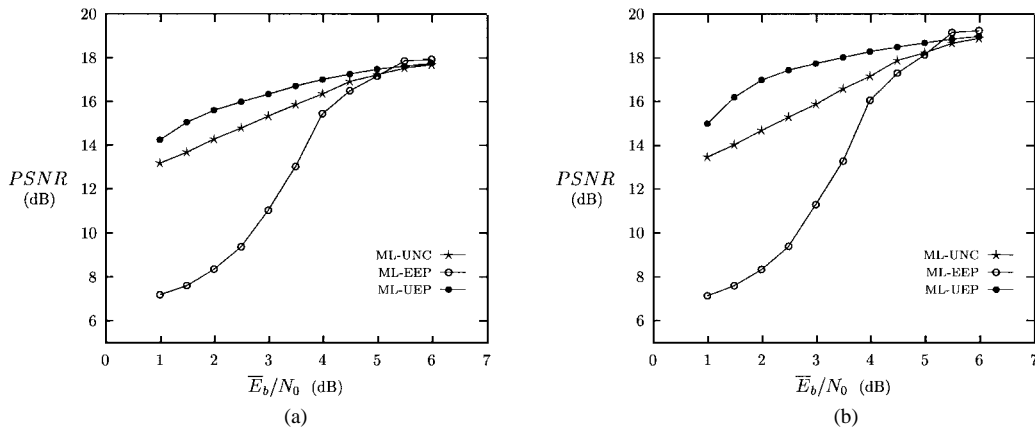 20
18
16
14
PSNR
(dB)
12
10
8
6
ML-UNC
ML-EEP
ML-UEP
0 1 2 3 4 5 6 7
E̅b/N0 (dB)
(a)
20
18
16
14
PSNR
(dB)
12
10
8
6
ML-UNC
ML-EEP
ML-UEP
0 1 2 3 4 5 6 7
E̅b/N0 (dB)
(b)